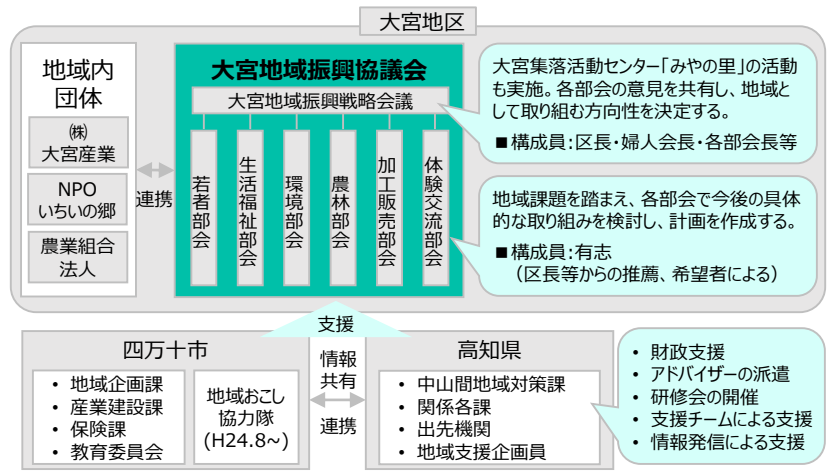 大宮地区
地域内
団体
㈱
大宮産業
NPO
いちいの郷
農業組合
法人
連携
大宮地域振興協議会
大宮地域振興戦略会議
若者部会
生活福祉部会
環境部会
農林部会
加工販売部会
体験交流部会
大宮集落活動センター「みやの里」の活動
も実施。各部会の意見を共有し、地域と
して取り組む方向性を決定する。
■構成員:区長・婦人会長・各部会長等
地域課題を踏まえ、各部会で今後の具体
的な取り組みを検討し、計画を作成する。
■構成員:有志
(区長等からの推薦、希望者による)
支援
四万十市
・ 地域企画課
・ 産業建設課
・ 保険課
・ 教育委員会
地域おこし
協力隊
(H24.8~)
情報
共有
連携
高知県
・ 中山間地域対策課
・ 関係各課
・ 出先機関
・ 地域支援企画員
・ 財政支援
・ アドバイザーの派遣
・ 研修会の開催
・ 支援チームによる支援
・ 情報発信による支援